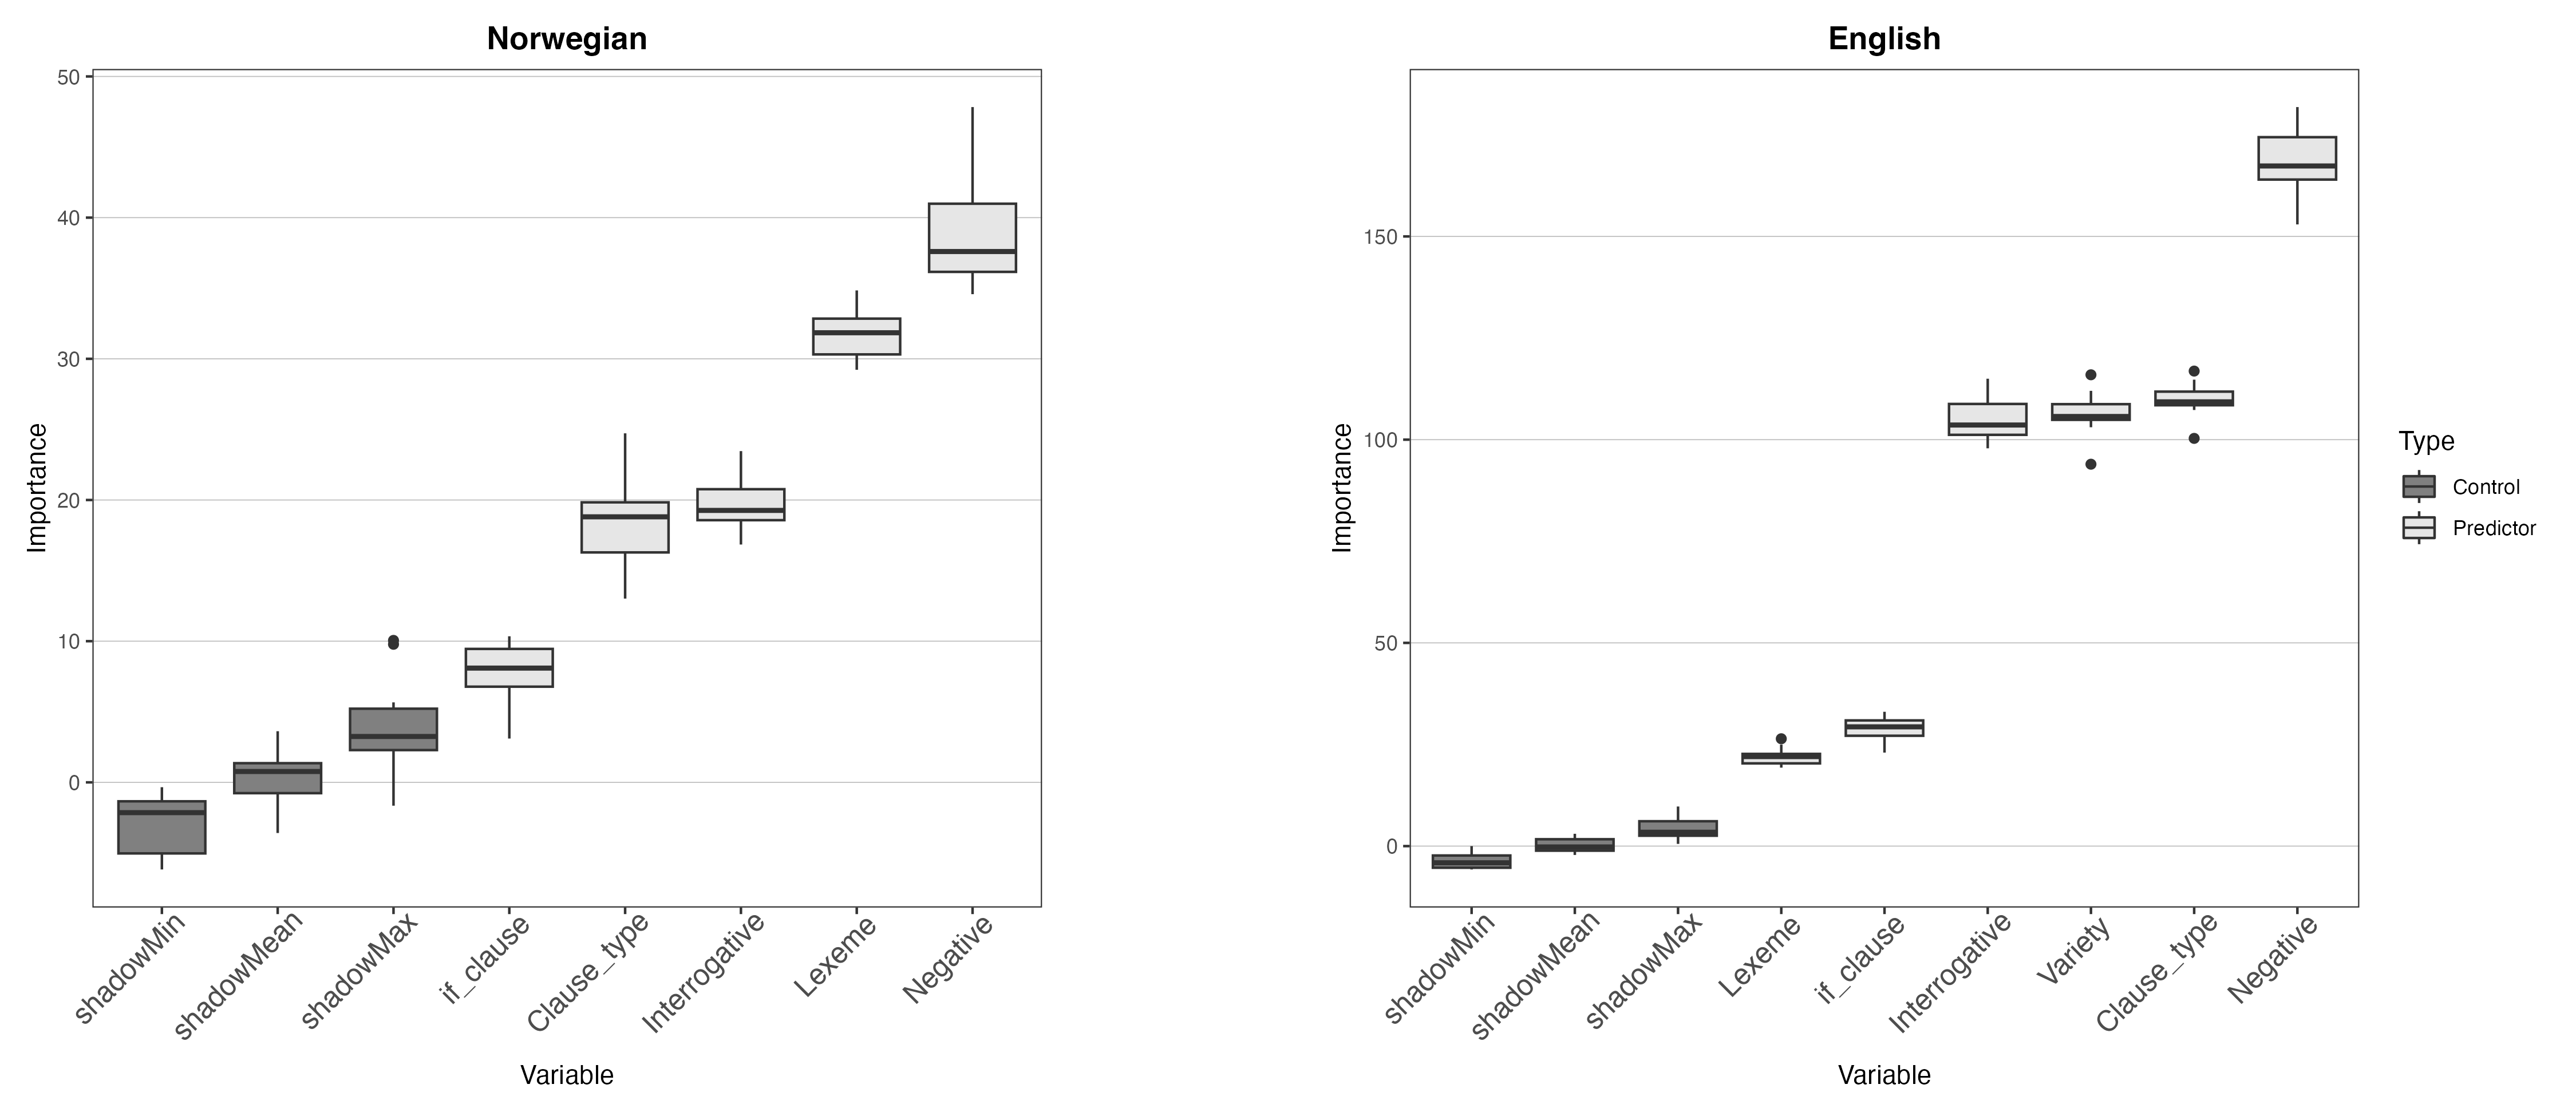 Norwegian
50
40
30
20
10
0
Importance
shadowMin
shadowMean
shadowMax
if_clause
Clause_type
Interrogative
Lexeme
Negative
Variable
English
150
100
50
0
Importance
shadowMin
shadowMean
shadowMax
Lexeme
if_clause
Interrogative
Variety
Clause_type
Negative
Variable
Type
Control
Predictor